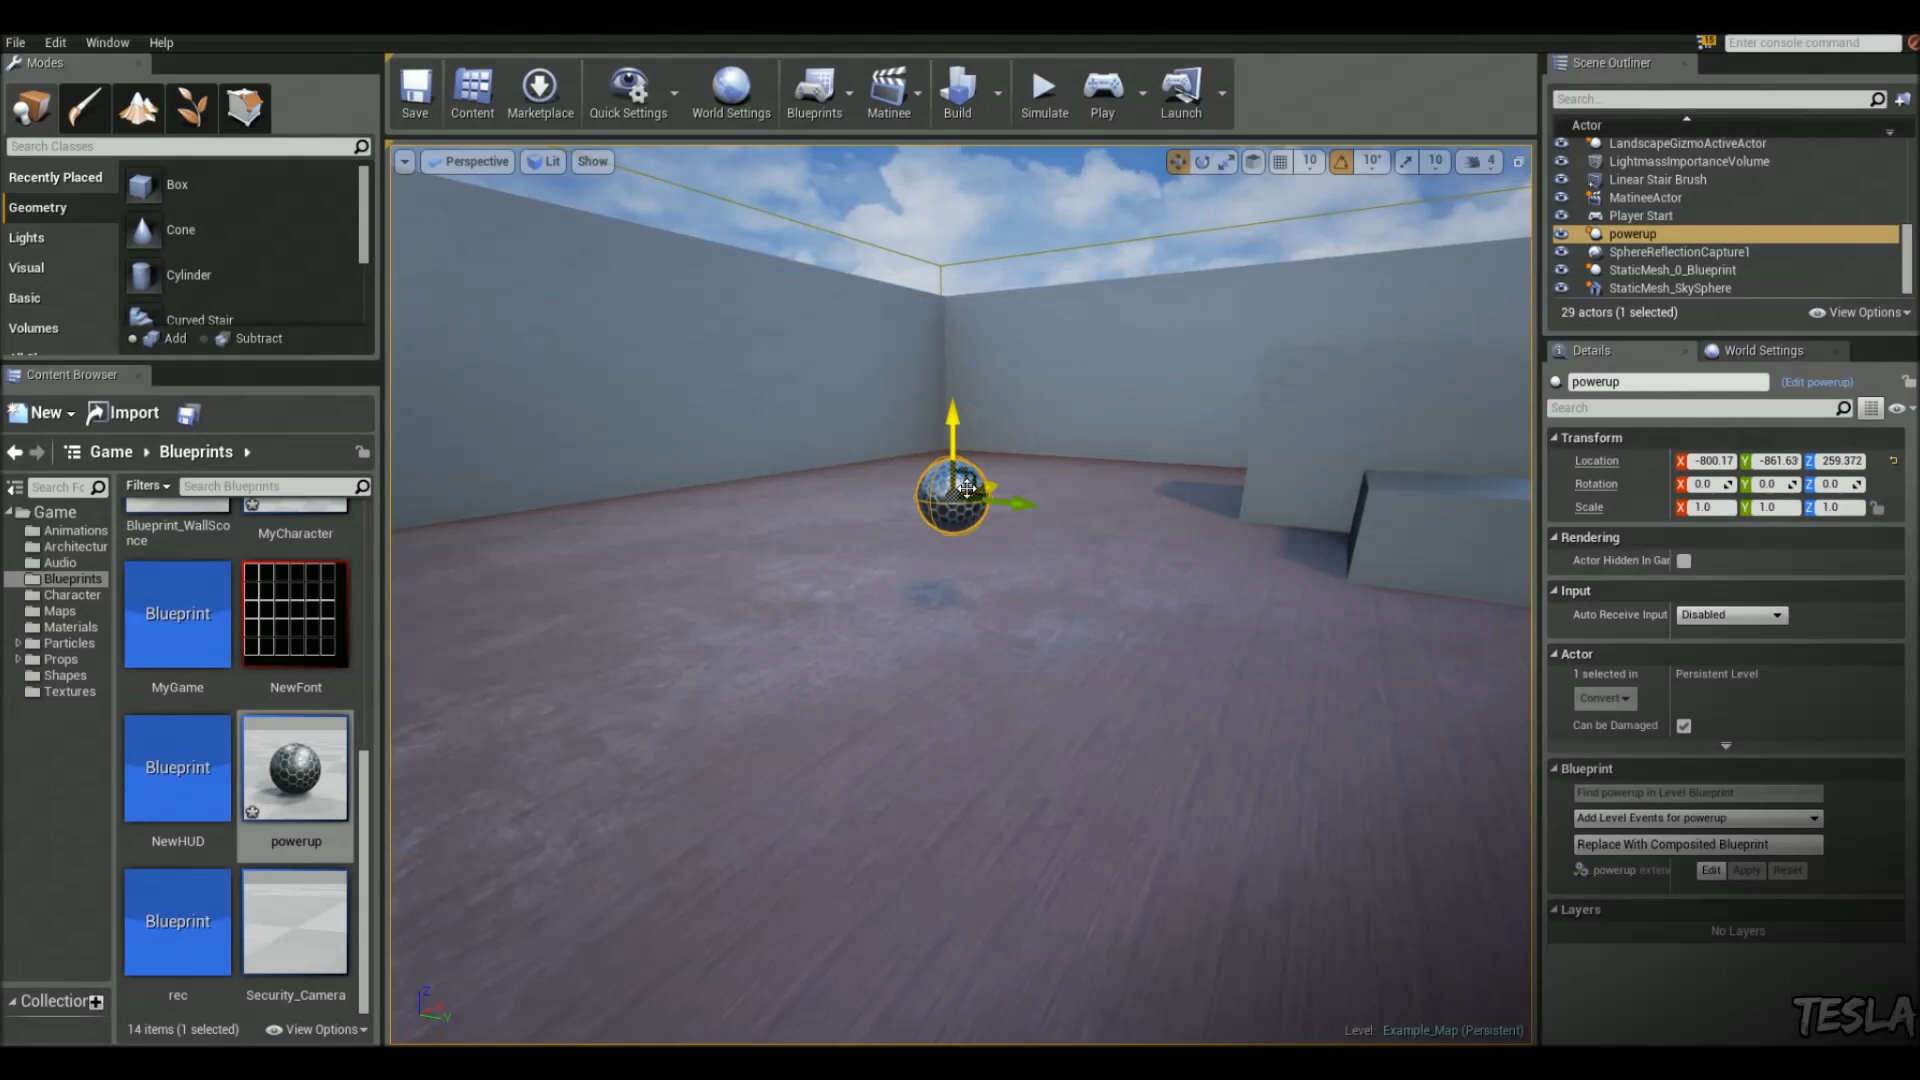 File Edit Window Help
15
Enter console command
Modes
Search Classes
Recently Placed
Geometry
Lights
Visual
Basic
Volumes
Box
Cone
Cylinder
Curved Stair
Add Subtract
Save Content Marketplace Quick Settings World Settings Blueprints Matinee Build Simulate Play Launch
Perspective Lit Show
10 10° 10 4
Content Browser
New Import
Game Blueprints
Search Fc
Filters Search Blueprints
Game
Animations
Architectur
Audio
Blueprints
Character
Maps
Materials
Particles
Props
Shapes
Textures
Collection
Blueprint_WallSco
nce
MyCharacter
Blueprint
MyGame
NewFont
Blueprint
NewHUD
powerup
Blueprint
rec
Security_Camera
14 items (1 selected) View Options
Z
Y
Level: Example_Map (Persistent)
Scene Outliner
Search...
Actor
LandscapeGizmoActiveActor
LightmassImportanceVolume
Linear Stair Brush
MatineeActor
Player Start
powerup
SphereReflectionCapture1
StaticMesh_0_Blueprint
StaticMesh_SkySphere
29 actors (1 selected) View Options
Details World Settings
powerup (Edit powerup)
Search
Transform
Location X -800.17 Y -861.63 Z 259.372
Rotation X 0.0 Y 0.0 Z 0.0
Scale X 1.0 Y 1.0 Z 1.0
Rendering
Actor Hidden In Gar
Input
Auto Receive Input Disabled
Actor
1 selected in Persistent Level
Convert
Can be Damaged
Blueprint
Find powerup in Level Blueprint
Add Level Events for powerup
Replace With Composited Blueprint
powerup extend Edit Apply Reset
Layers
No Layers
TESLA